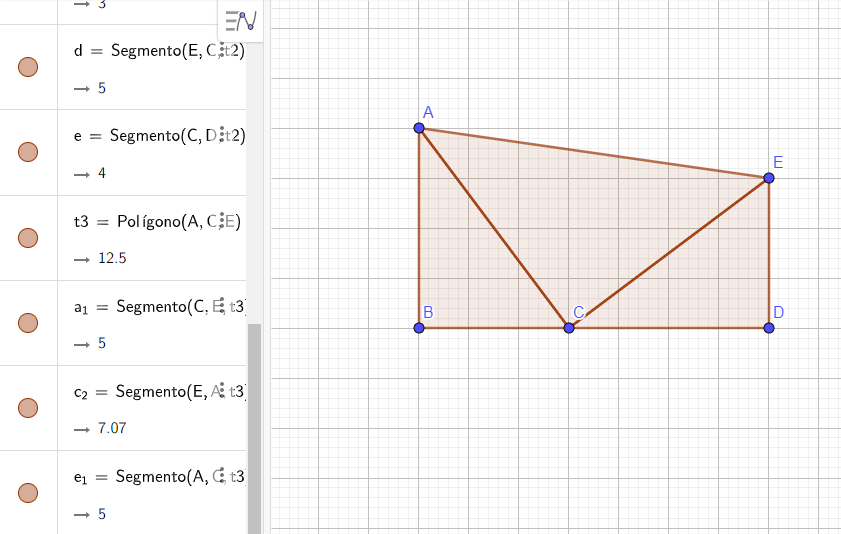 → 3
d = Segmento(E, C, t2)
→ 5
e = Segmento(C, D, t2)
→ 4
t3 = Polígono(A, C, E)
→ 12.5
a₁ = Segmento(C, E, t3)
→ 5
c₂ = Segmento(E, A, t3)
→ 7.07
e₁ = Segmento(A, C, t3)
→ 5
A
E
B
C
D